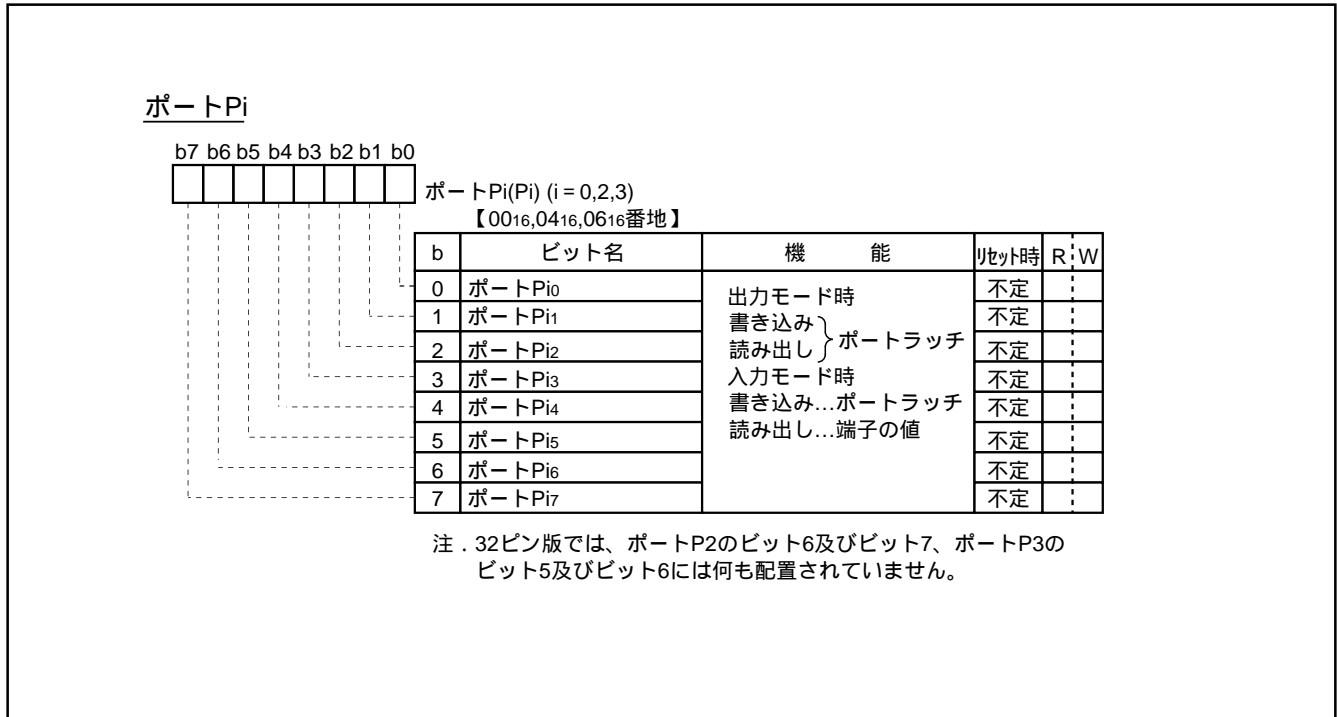 ポートPi
b7 b6 b5 b4 b3 b2 b1 b0
ポートPi(Pi) (i = 0,2,3)
【0016,0416,0616番地】
b ビット名 機 能 リセット時 R W
0 ポートPi0 不定
1 ポートPi1 不定
2 ポートPi2 不定
3 ポートPi3 不定
4 ポートPi4 不定
5 ポートPi5 不定
6 ポートPi6 不定
7 ポートPi7 不定
出力モード時
書き込み
読み出し
ポートラッチ
入力モード時
書き込み…ポートラッチ
読み出し…端子の値
注．32ピン版では、ポートP2のビット6及びビット7、ポートP3の
ビット5及びビット6には何も配置されていません。